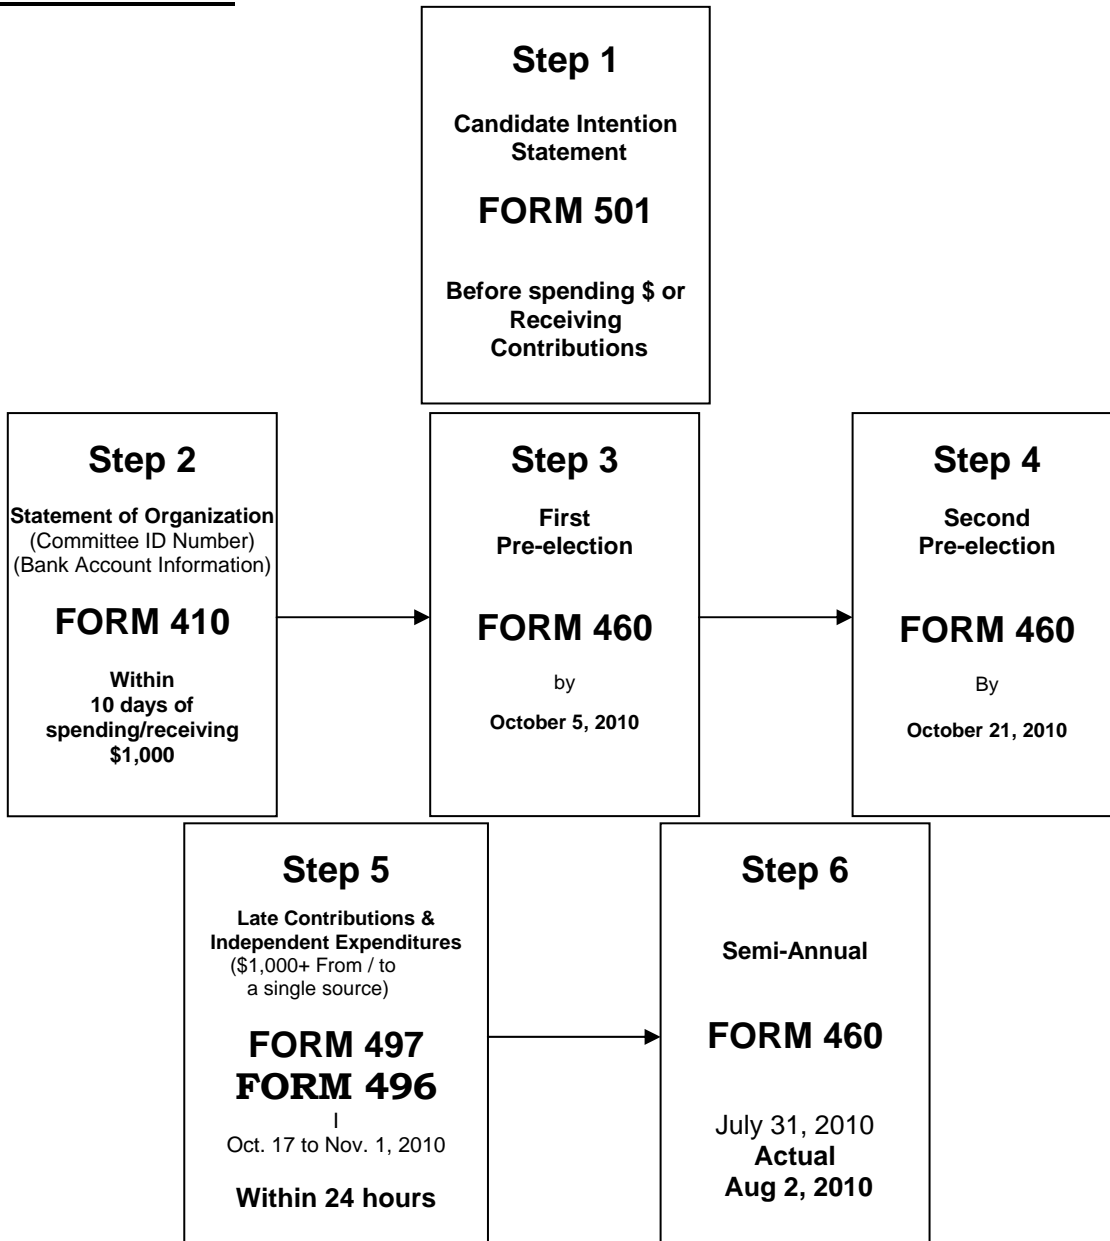 Step 1
Candidate Intention
Statement
FORM 501
Before spending $ or
Receiving
Contributions
Step 2
Statement of Organization
(Committee ID Number)
(Bank Account Information)
FORM 410
Within
10 days of
spending/receiving
$1,000
Step 3
First
Pre-election
FORM 460
by
October 5, 2010
Step 4
Second
Pre-election
FORM 460
By
October 21, 2010
Step 5
Late Contributions &
Independent Expenditures
($1,000+ From / to
a single source)
FORM 497
FORM 496
I
Oct. 17 to Nov. 1, 2010
Within 24 hours
Step 6
Semi-Annual
FORM 460
July 31, 2010
Actual
Aug 2, 2010